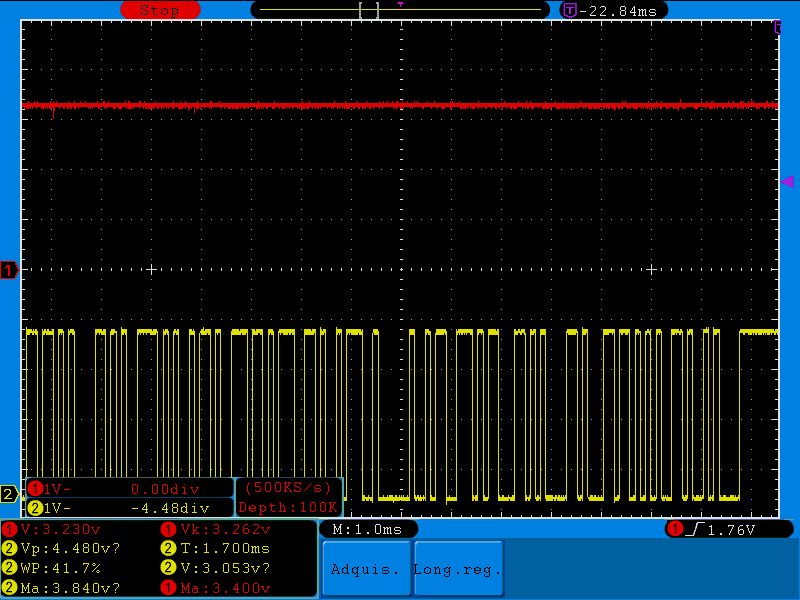 Stop T -22.84ms
T
1
2
1 1V- 0.00div (500KS/s)
2 1V- -4.48div Depth:100K
1 V:3.230v 1 Vk:3.262v M:1.0ms 1 1.76V
2 Vp:4.480v? 2 T:1.700ms
2 WP:41.7% 2 V:3.053v? Adquis. Long.reg.
2 Ma:3.840v? 1 Ma:3.400v